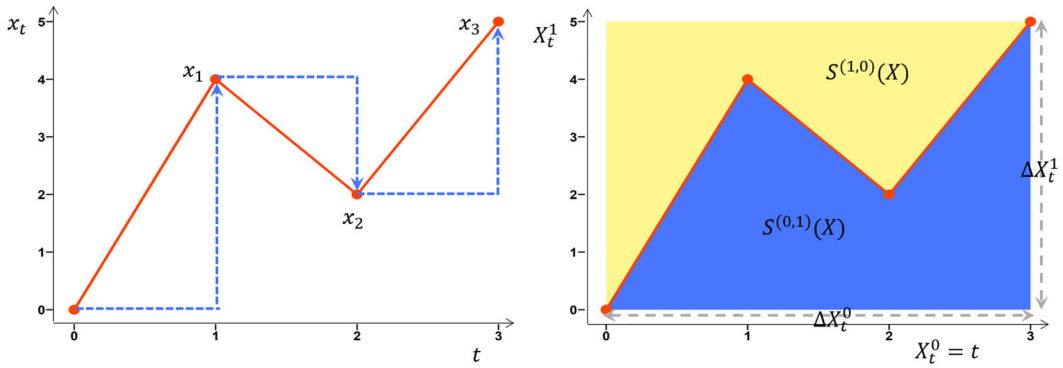 x_t
5
4
3
2
1
0
0
1
2
3
t
x_1
x_2
x_3
X_t^1
5
4
3
2
1
0
0
1
2
3
S^{(1,0)}(X)
S^{(0,1)}(X)
ΔX_t^1
ΔX_t^0
X_t^0 = t